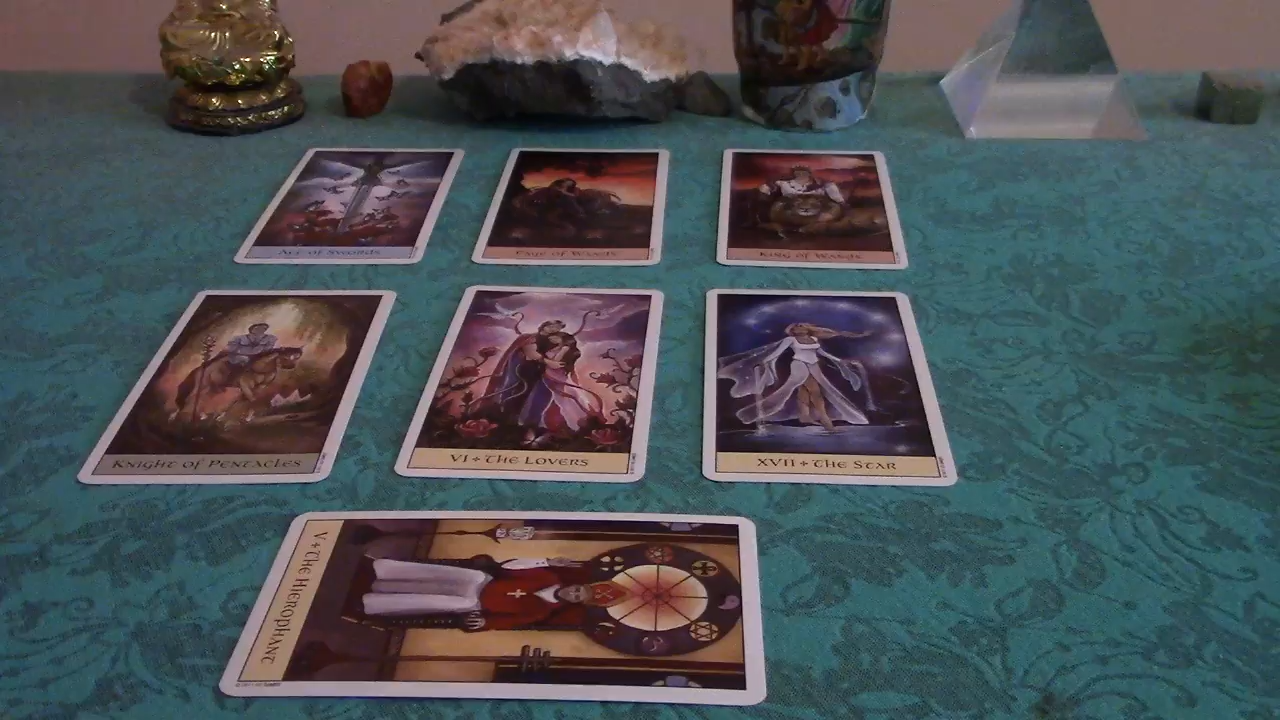 Ace of Swords
Page of Wands
King of Wands
Knight of Pentacles
VI + The Lovers
XVII + The Star
V + The Hierophant